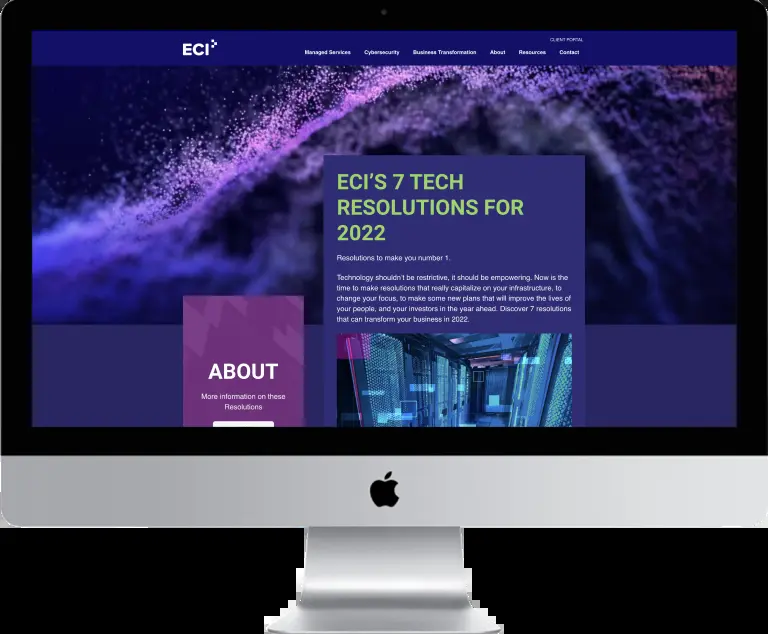 CLIENT PORTAL
ECI
Managed Services Cybersecurity Business Transformation About Resources Contact
ECI’S 7 TECH
RESOLUTIONS FOR
2022
Resolutions to make you number 1.
Technology shouldn’t be restrictive, it should be empowering. Now is the
time to make resolutions that really capitalize on your infrastructure, to
change your focus, to make some new plans that will improve the lives of
your people, and your investors in the year ahead. Discover 7 resolutions
that can transform your business in 2022.
ABOUT
More information on these
Resolutions